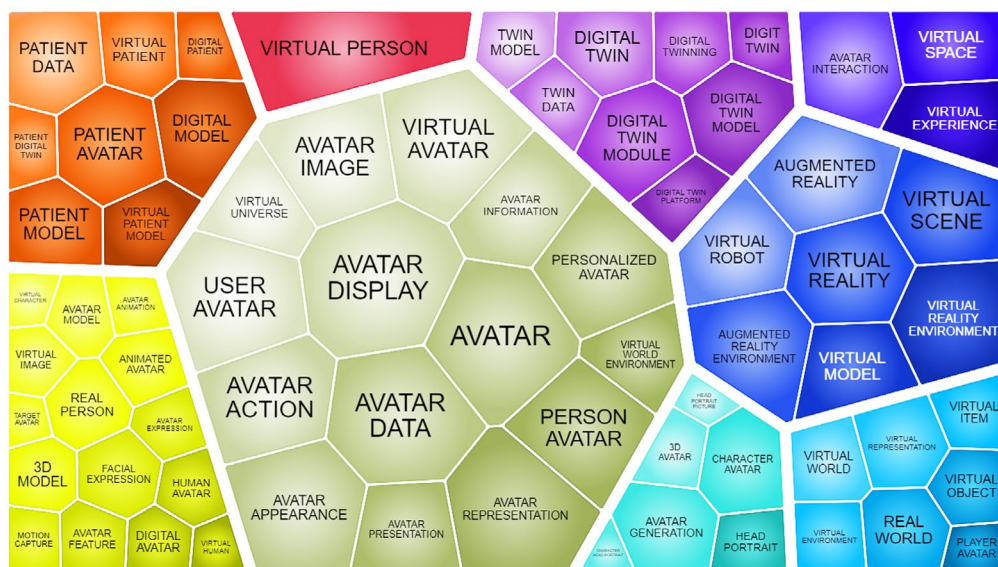 PATIENT
DATA
VIRTUAL
PATIENT
DIGITAL
PATIENT
PATIENT
DIGITAL
TWIN
PATIENT
AVATAR
DIGITAL
MODEL
PATIENT
MODEL
VIRTUAL
PATIENT
MODEL
VIRTUAL PERSON
TWIN
MODEL
DIGITAL
TWIN
DIGITAL
TWINNING
DIGIT
TWIN
TWIN
DATA
DIGITAL
TWIN
MODULE
DIGITAL
TWIN
MODEL
DIGITAL TWIN
PLATFORM
AVATAR
INTERACTION
VIRTUAL
SPACE
VIRTUAL
EXPERIENCE
AVATAR
IMAGE
VIRTUAL
AVATAR
VIRTUAL
UNIVERSE
AVATAR
INFORMATION
USER
AVATAR
AVATAR
DISPLAY
PERSONALIZED
AVATAR
AVATAR
VIRTUAL
WORLD
ENVIRONMENT
AVATAR
ACTION
AVATAR
DATA
PERSON
AVATAR
AVATAR
APPEARANCE
AVATAR
PRESENTATION
AVATAR
REPRESENTATION
AUGMENTED
REALITY
VIRTUAL
SCENE
VIRTUAL
ROBOT
VIRTUAL
REALITY
AUGMENTED
REALITY
ENVIRONMENT
VIRTUAL
MODEL
VIRTUAL
REALITY
ENVIRONMENT
VIRTUAL
CHARACTER
AVATAR
MODEL
AVATAR
ANIMATION
VIRTUAL
IMAGE
ANIMATED
AVATAR
REAL
PERSON
TARGET
AVATAR
AVATAR
EXPRESSION
3D
MODEL
FACIAL
EXPRESSION
HUMAN
AVATAR
MOTION
CAPTURE
AVATAR
FEATURE
DIGITAL
AVATAR
VIRTUAL
HUMAN
HEAD
PORTRAIT
PICTURE
3D
AVATAR
CHARACTER
AVATAR
AVATAR
GENERATION
HEAD
PORTRAIT
CHARACTER
HEAD PORTRAIT
VIRTUAL
WORLD
VIRTUAL
REPRESENTATION
VIRTUAL
ITEM
VIRTUAL
OBJECT
VIRTUAL
ENVIRONMENT
REAL
WORLD
PLAYER
AVATAR